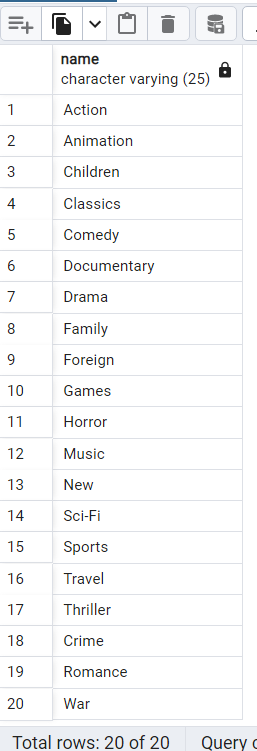 name
character varying (25)
1 Action
2 Animation
3 Children
4 Classics
5 Comedy
6 Documentary
7 Drama
8 Family
9 Foreign
10 Games
11 Horror
12 Music
13 New
14 Sci-Fi
15 Sports
16 Travel
17 Thriller
18 Crime
19 Romance
20 War
Total rows: 20 of 20 Query